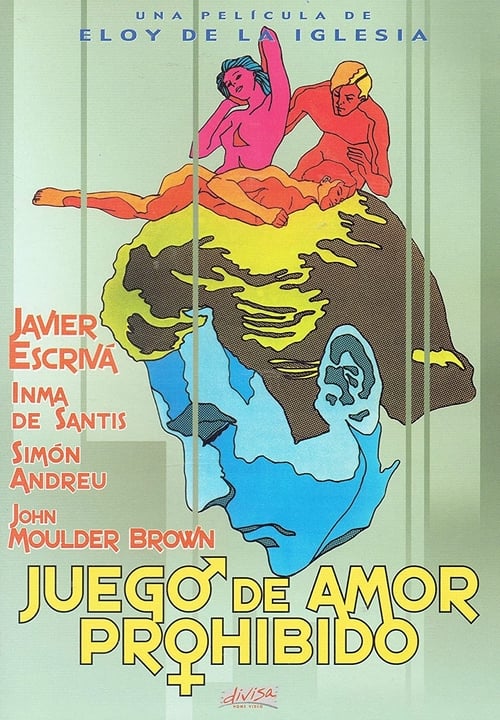 UNA PELÍCULA DE
ELOY DE LA IGLESIA
JAVIER
ESCRIVÁ
INMA
DE SANTIS
SIMÓN
ANDREU
JOHN
MOULDER BROWN
JUEGO DE AMOR
PROHIBIDO
divisa
HOME VIDEO